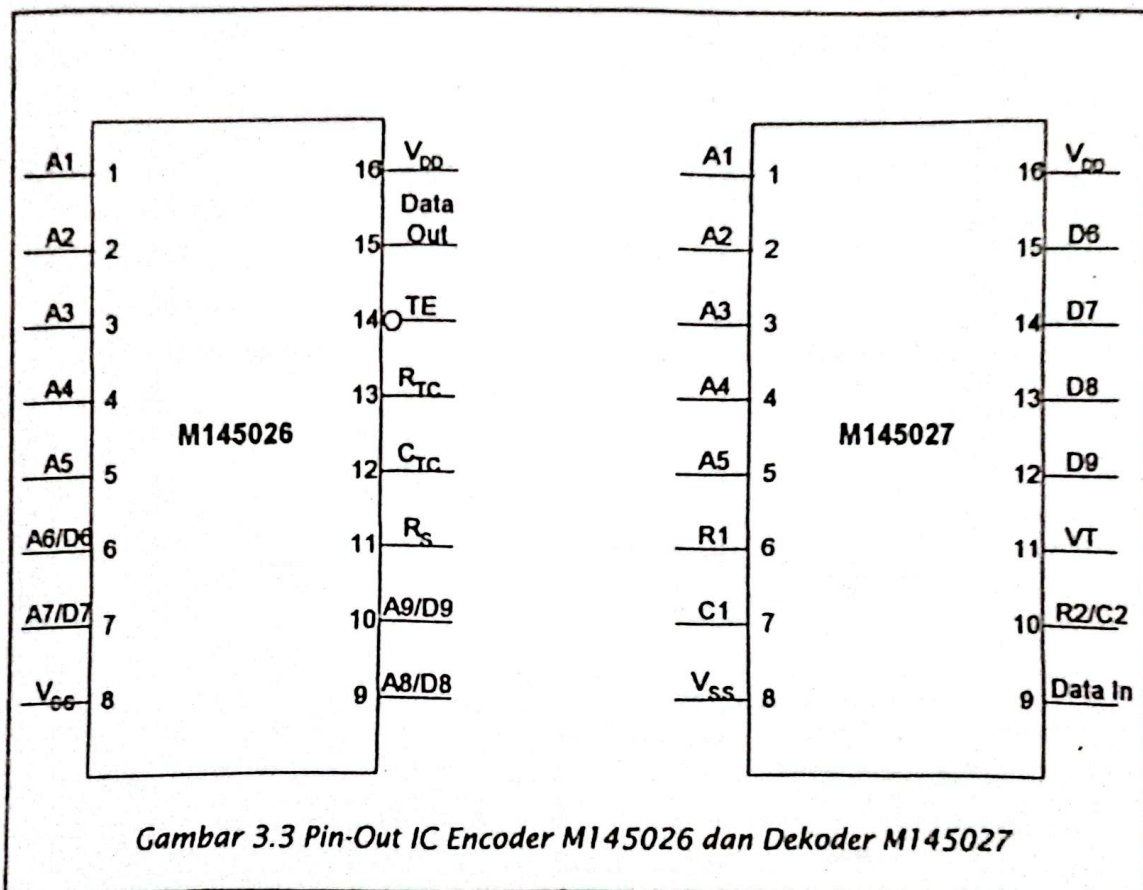 A1 1
A2 2
A3 3
A4 4
A5 5
A6/D6 6
A7/D7 7
VSS 8
M145026
16 VDD
15 Data Out
14 TE
13 RTC
12 CTC
11 RS
10 A9/D9
9 A8/D8
A1 1
A2 2
A3 3
A4 4
A5 5
R1 6
C1 7
VSS 8
M145027
16 VDD
15 D6
14 D7
13 D8
12 D9
11 VT
10 R2/C2
9 Data In
Gambar 3.3 Pin-Out IC Encoder M145026 dan Dekoder M145027